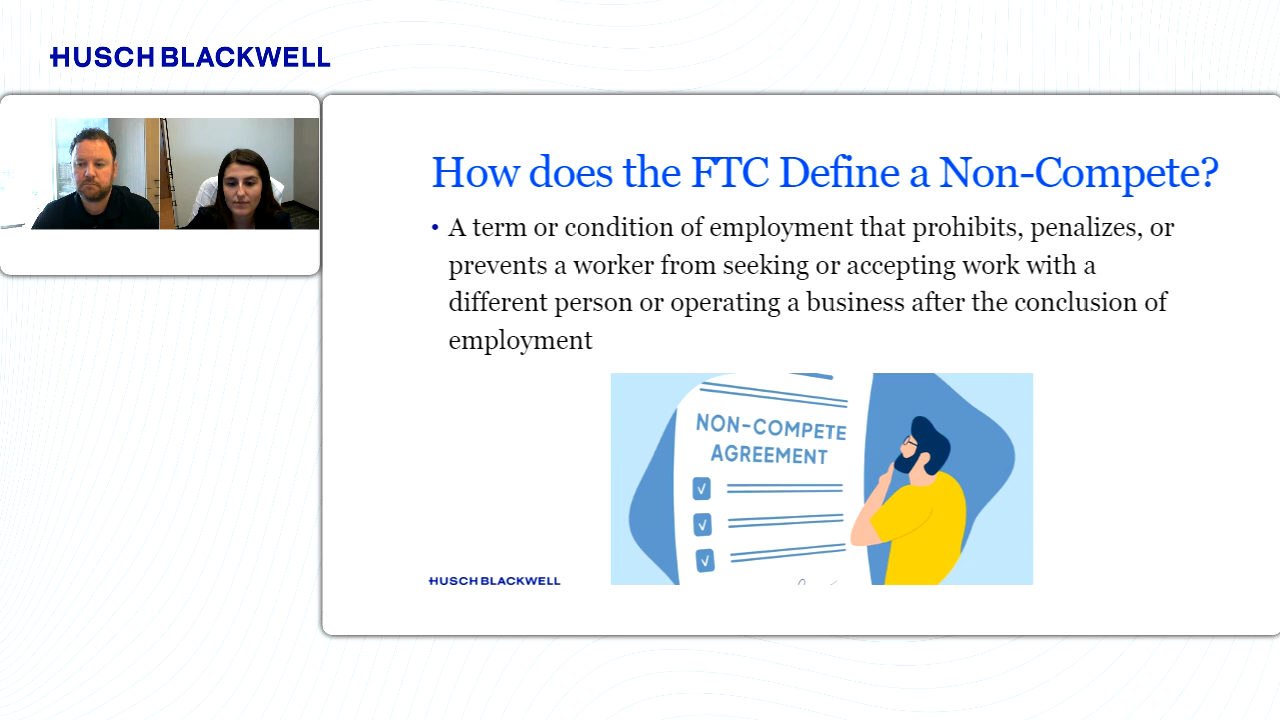 HUSCH BLACKWELL
How does the FTC Define a Non-Compete?
• A term or condition of employment that prohibits, penalizes, or
prevents a worker from seeking or accepting work with a
different person or operating a business after the conclusion of
employment
NON-COMPETE
AGREEMENT
HUSCH BLACKWELL